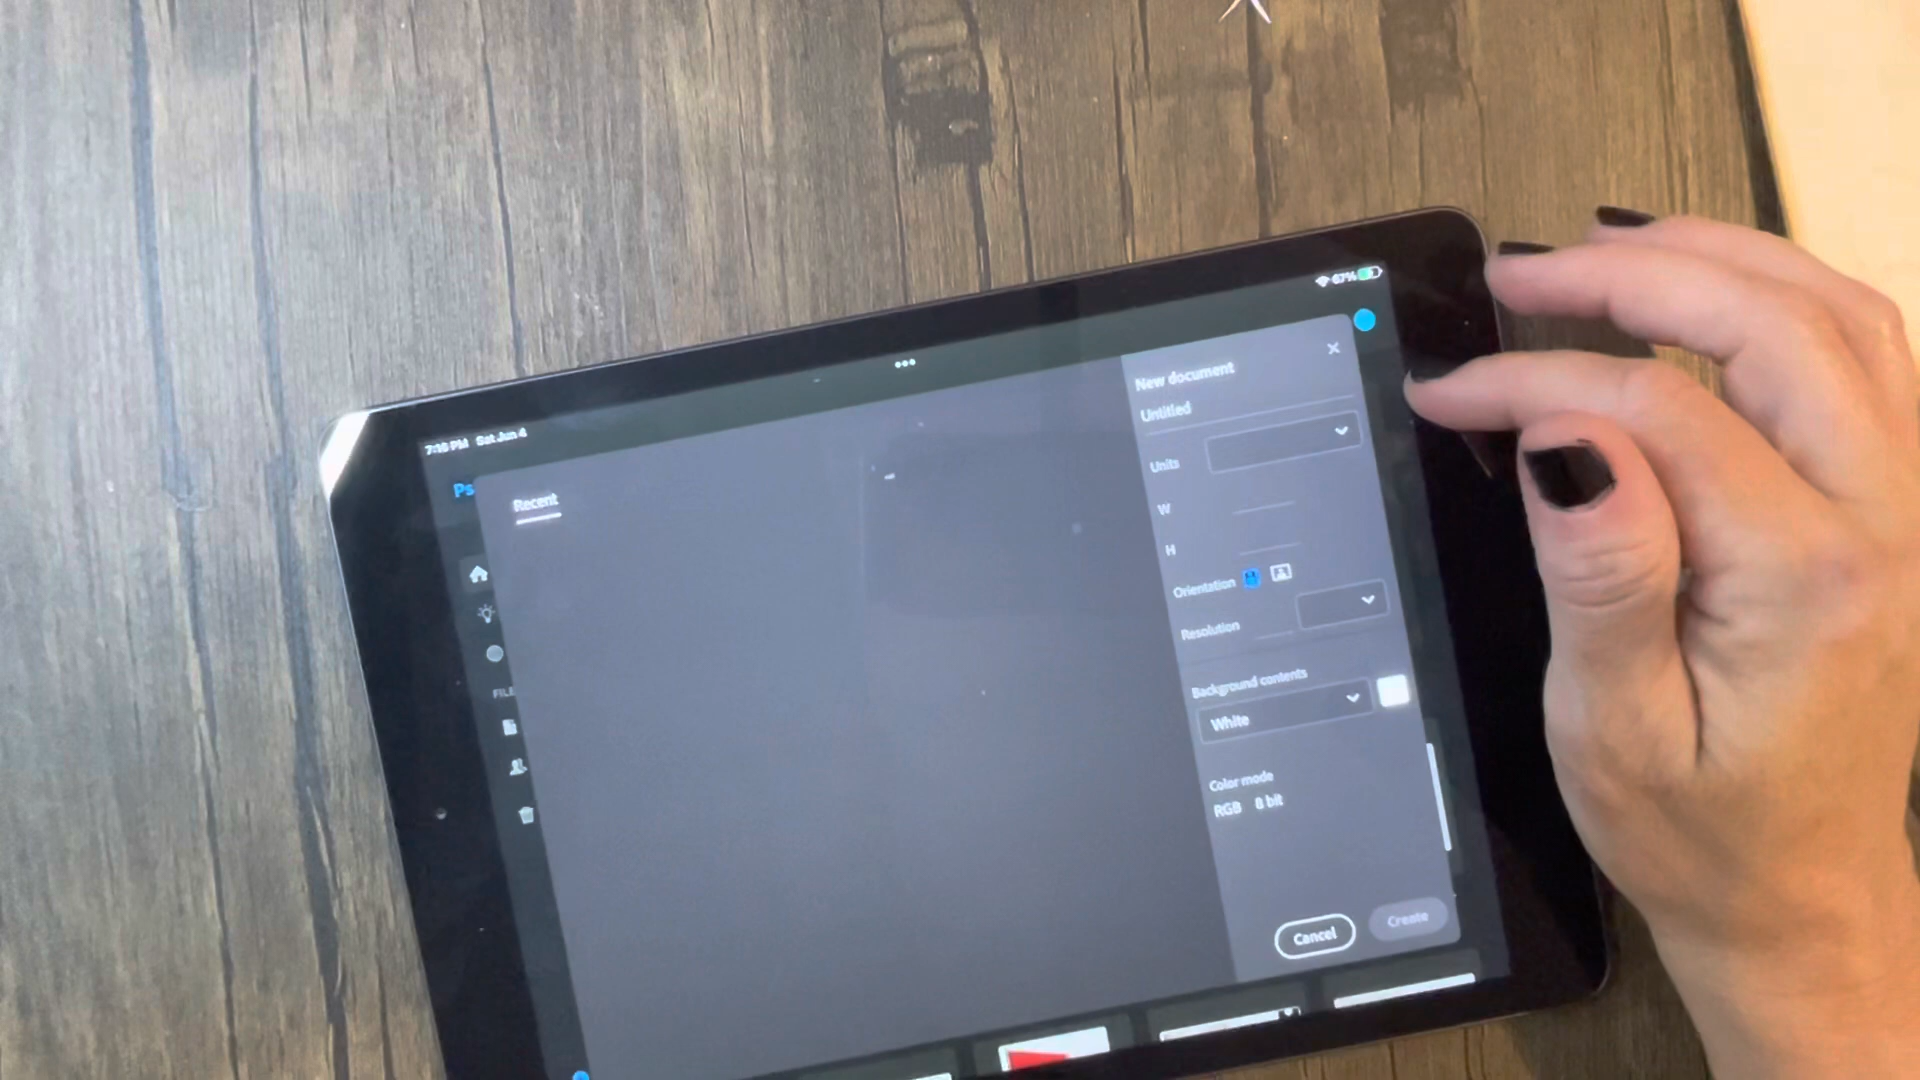 7:15 PM Sat Jun 4
67%
Ps
Recent
FILE
New document
Untitled
Units
W
H
Orientation
Resolution
Background contents
White
Color mode
RGB 8 bit
Cancel
Create